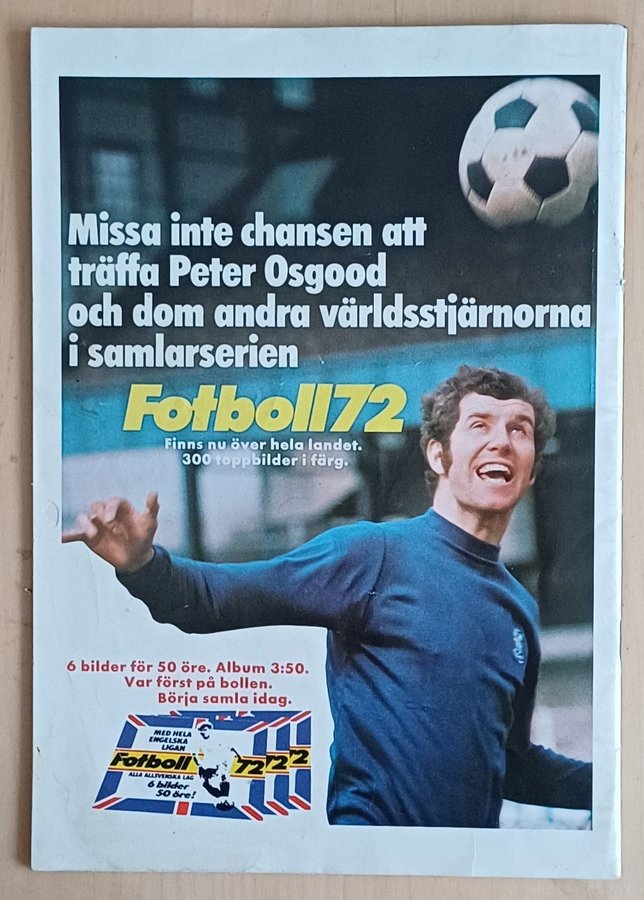 Missa inte chansen att
träffa Peter Osgood
och dom andra världsstjärnorna
i samlarserien
Fotboll72
Finns nu över hela landet.
300 toppbilder i färg.
6 bilder för 50 öre. Album 3:50.
Var först på bollen.
Börja samla idag.
MED HELA
ENGELSKA
LIGAN
Fotboll 72 72 72
ALLA ALLSVENSKA LAG
6 bilder
50 öre!